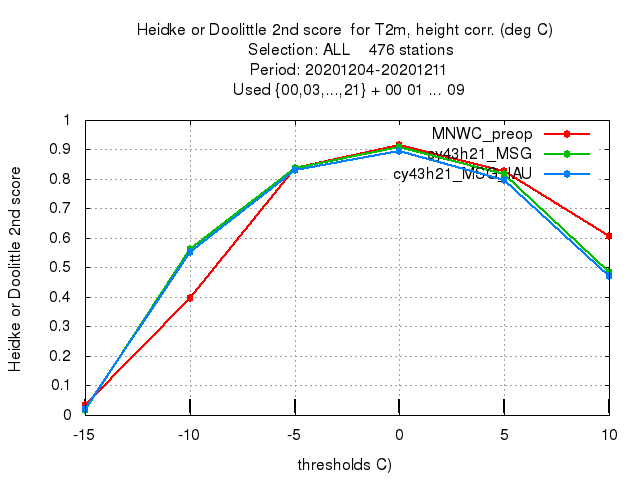 Heidke or Doolittle 2nd score  for T2m, height corr. (deg C)
Selection: ALL    476 stations
Period: 20201204-20201211
Used {00,03,...,21} + 00 01 ... 09
MNWC_preop
cy43h21_MSG
cy43h21_MSG_IAU
Heidke or Doolittle 2nd score
1
0.9
0.8
0.7
0.6
0.5
0.4
0.3
0.2
0.1
0
-15 -10 -5 0 5 10
thresholds C)